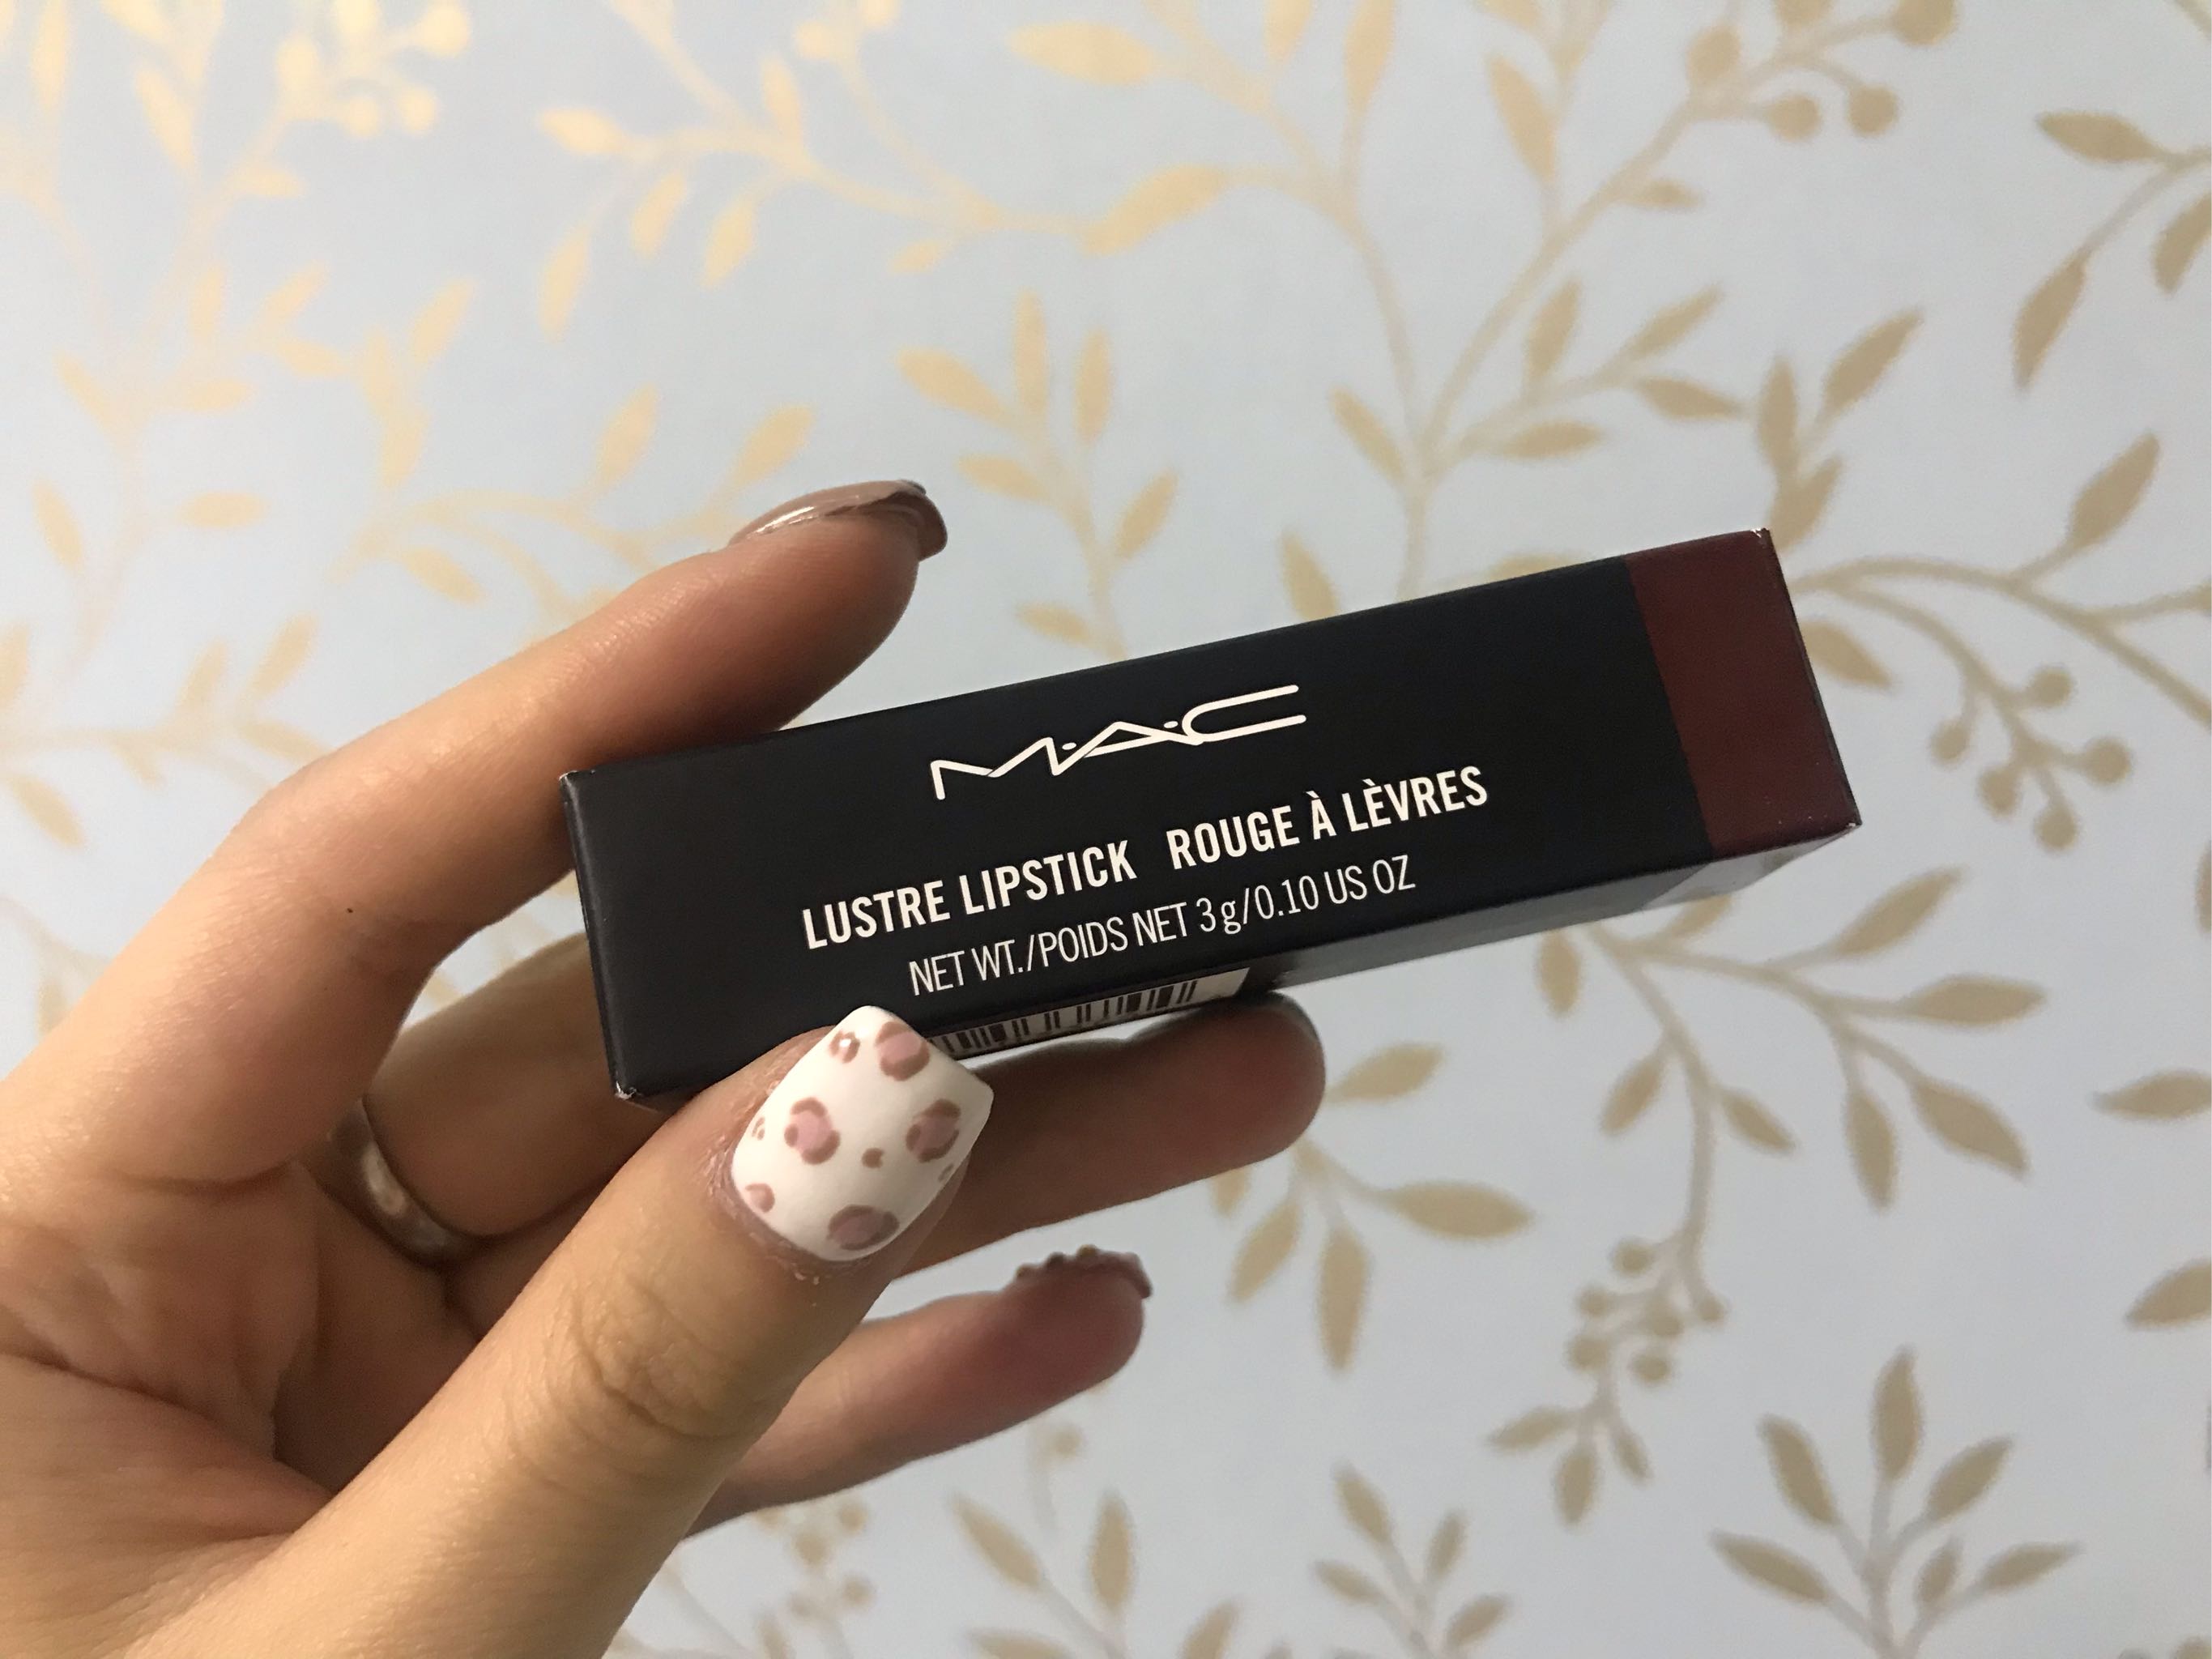 M·A·C
LUSTRE LIPSTICK ROUGE À LÈVRES
NET WT./POIDS NET 3 g/0.10 US OZ